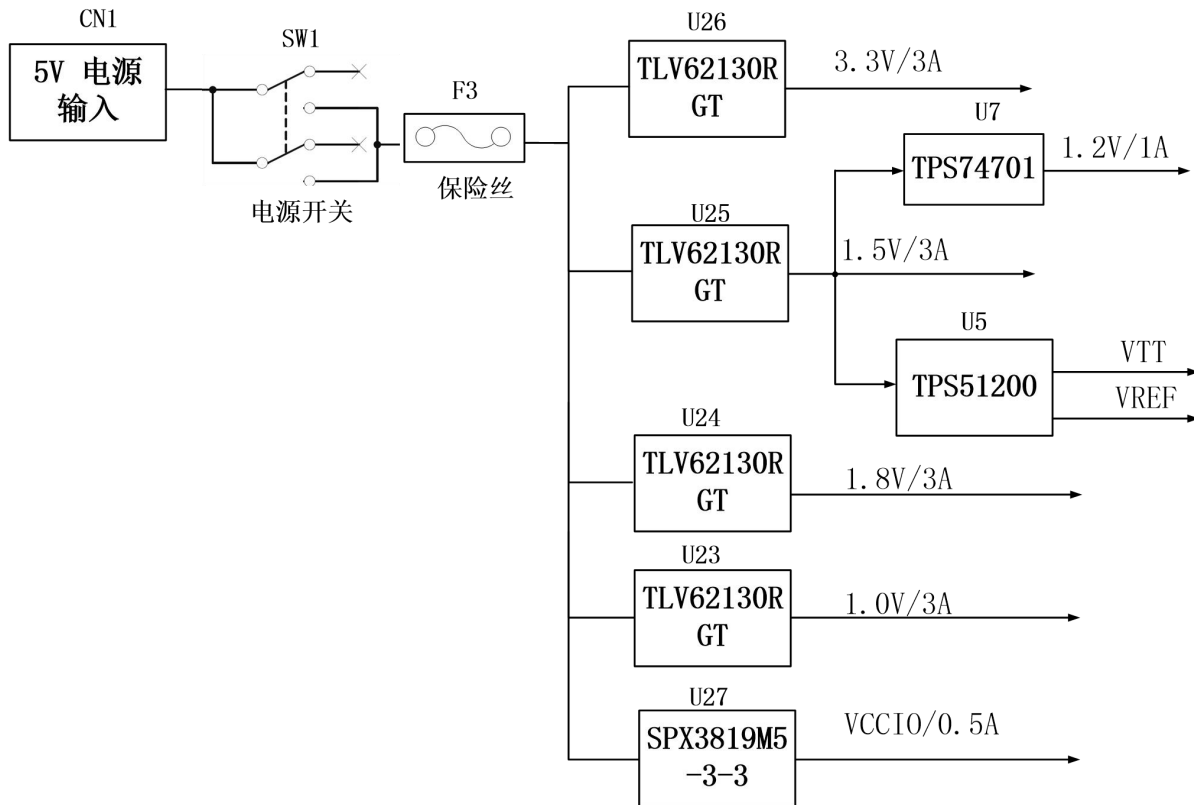 CN1
5V 电源
输入
SW1
电源开关
F3
保险丝
U26
TLV62130R
GT
3.3V/3A
U7
TPS74701
1.2V/1A
U25
TLV62130R
GT
1.5V/3A
U5
TPS51200
VTT
VREF
U24
TLV62130R
GT
1.8V/3A
U23
TLV62130R
GT
1.0V/3A
U27
SPX3819M5
-3-3
VCCIO/0.5A